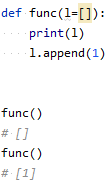 def func(l=[]):
    print(l)
    l.append(1)
func()
# []
func()
# [1]